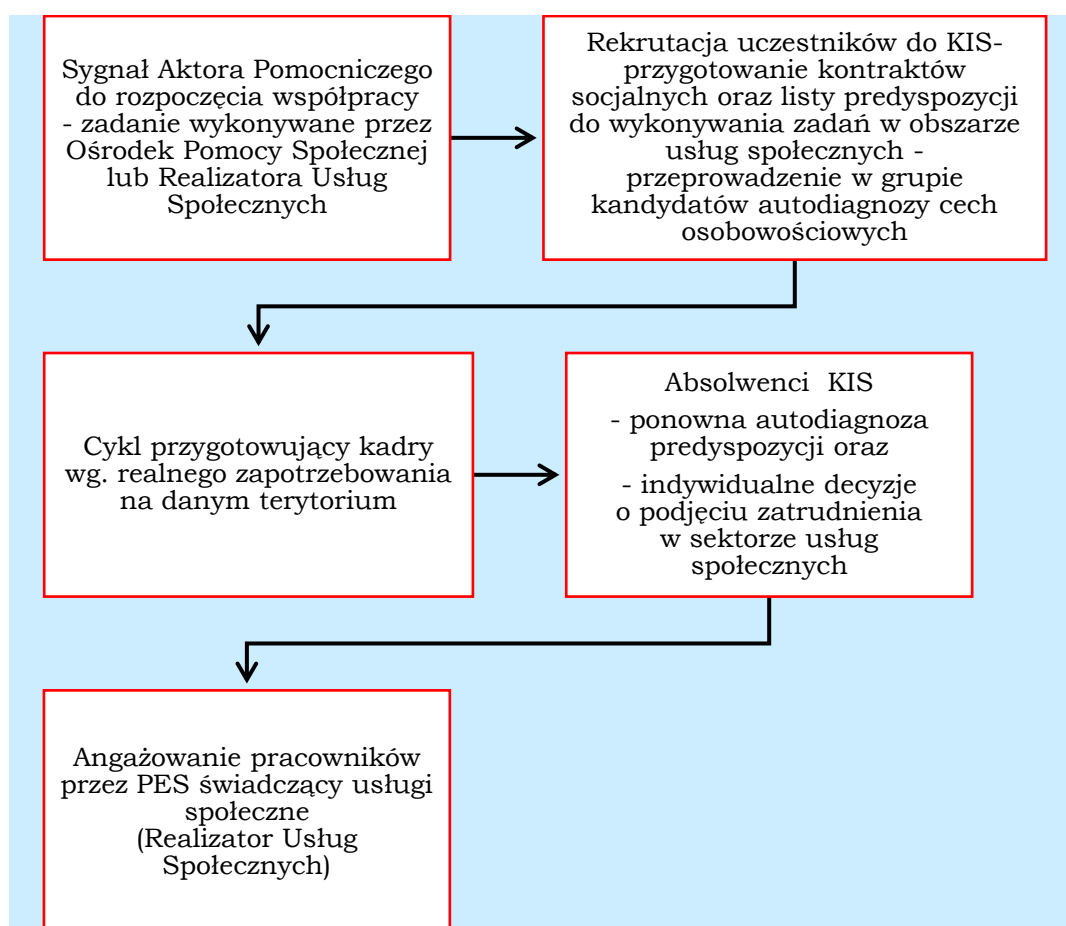 Sygnał Aktora Pomocniczego
do rozpoczęcia współpracy
- zadanie wykonywane przez
Ośrodek Pomocy Społecznej
lub Realizatora Usług
Społecznych
Rekrutacja uczestników do KIS-
przygotowanie kontraktów
socjalnych oraz listy predyspozycji
do wykonywania zadań w obszarze
usług społecznych -
przeprowadzenie w grupie
kandydatów autodiagnozy cech
osobowościowych
Cykl przygotowujący kadry
wg. realnego zapotrzebowania
na danym terytorium
Absolwenci KIS
- ponowna autodiagnoza
predyspozycji oraz
- indywidualne decyzje
o podjęciu zatrudnienia
w sektorze usług
społecznych
Angażowanie pracowników
przez PES świadczący usługi
społeczne
(Realizator Usług
Społecznych)